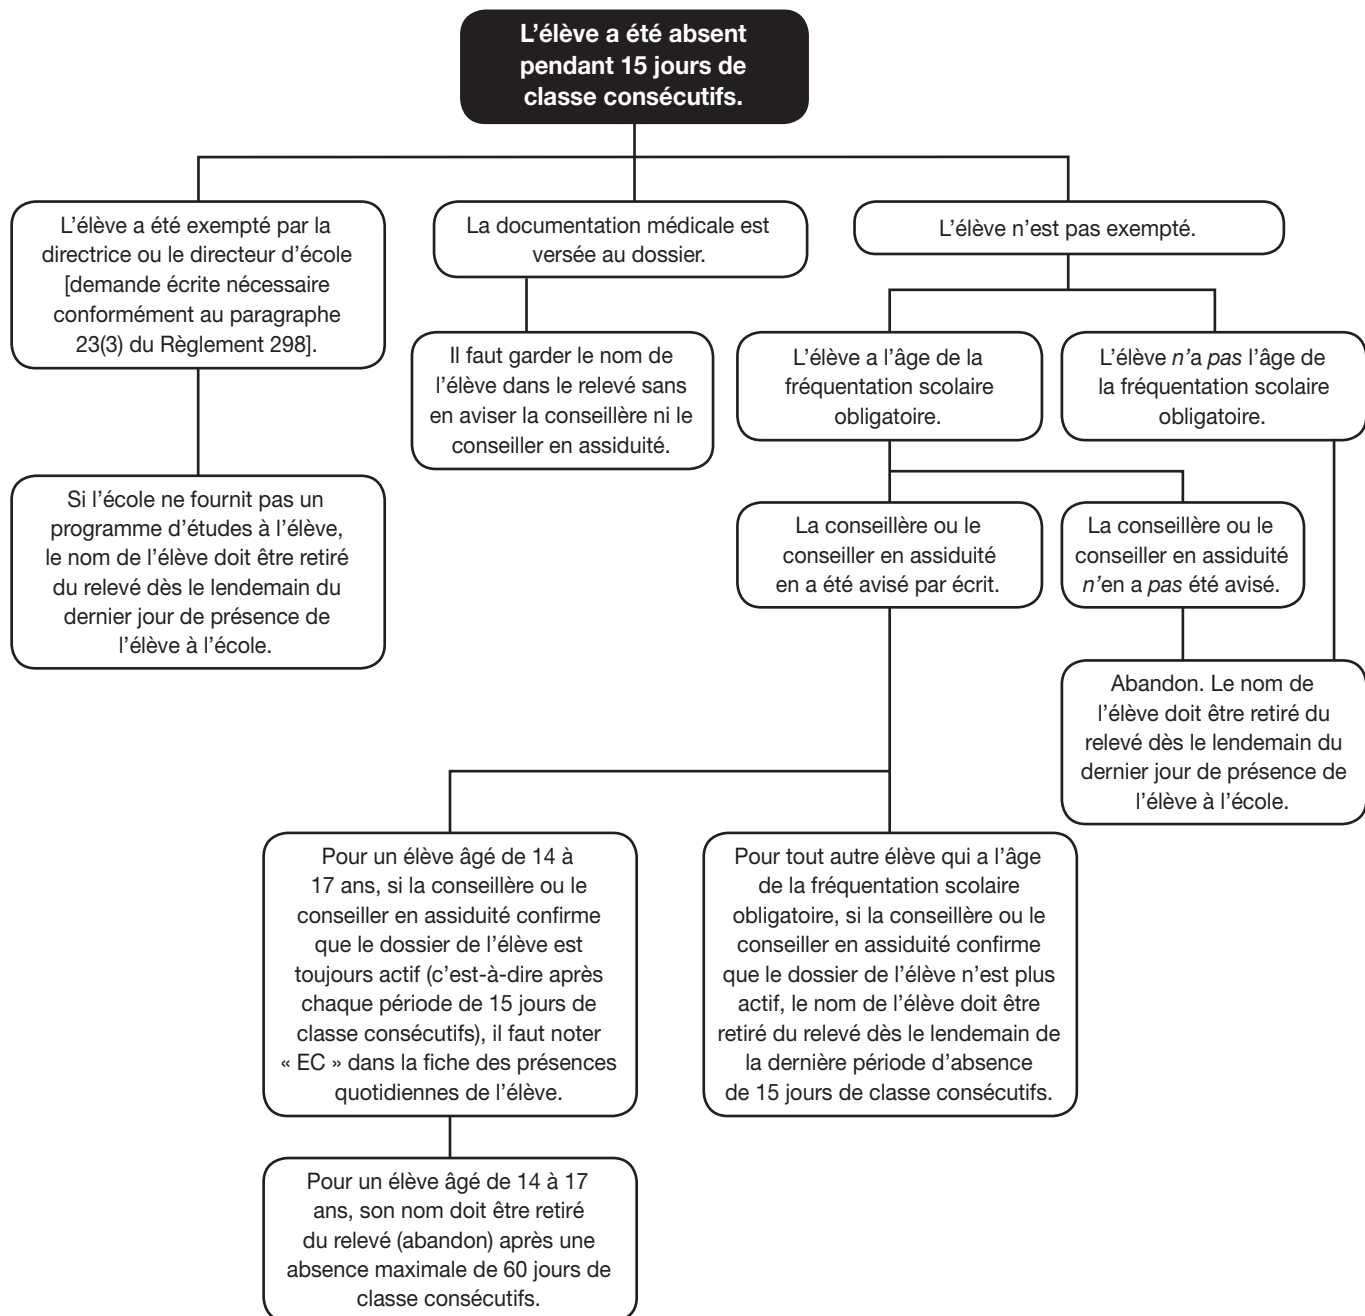 L'élève a été absent
pendant 15 jours de
classe consécutifs.
L'élève a été exempté par la
directrice ou le directeur d'école
[demande écrite nécessaire
conformément au paragraphe
23(3) du Règlement 298].
La documentation médicale est
versée au dossier.
L'élève n'est pas exempté.
Il faut garder le nom de
l'élève dans le relevé sans
en aviser la conseillère ni le
conseiller en assiduité.
L'élève a l'âge de la
fréquentation scolaire
obligatoire.
L'élève n'a pas l'âge de
la fréquentation scolaire
obligatoire.
Si l'école ne fournit pas un
programme d'études à l'élève,
le nom de l'élève doit être retiré
du relevé dès le lendemain du
dernier jour de présence de
l'élève à l'école.
La conseillère ou le
conseiller en assiduité
en a été avisé par écrit.
La conseillère ou le
conseiller en assiduité
n'en a pas été avisé.
Abandon. Le nom de
l'élève doit être retiré du
relevé dès le lendemain du
dernier jour de présence de
l'élève à l'école.
Pour un élève âgé de 14 à
17 ans, si la conseillère ou le
conseiller en assiduité confirme
que le dossier de l'élève est
toujours actif (c'est-à-dire après
chaque période de 15 jours de
classe consécutifs), il faut noter
« EC » dans la fiche des présences
quotidiennes de l'élève.
Pour tout autre élève qui a l'âge
de la fréquentation scolaire
obligatoire, si la conseillère ou le
conseiller en assiduité confirme
que le dossier de l'élève n'est plus
actif, le nom de l'élève doit être
retiré du relevé dès le lendemain de
la dernière période d'absence
de 15 jours de classe consécutifs.
Pour un élève âgé de 14 à 17
ans, son nom doit être retiré
du relevé (abandon) après une
absence maximale de 60 jours de
classe consécutifs.